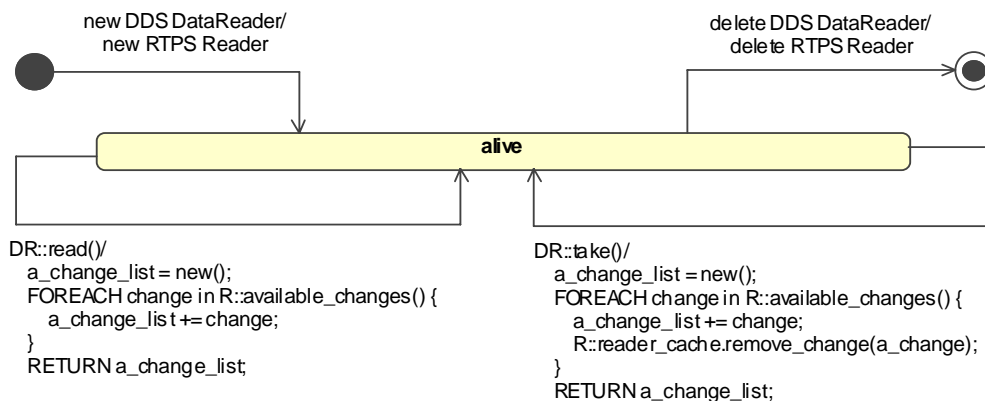 new DDS DataReader/
new RTPS Reader
delete DDS DataReader/
delete RTPS Reader
alive
DR::read()/
a_change_list = new();
FOREACH change in R::available_changes() {
a_change_list += change;
}
RETURN a_change_list;
DR::take()/
a_change_list = new();
FOREACH change in R::available_changes() {
a_change_list += change;
R::reader_cache.remove_change(a_change);
}
RETURN a_change_list;